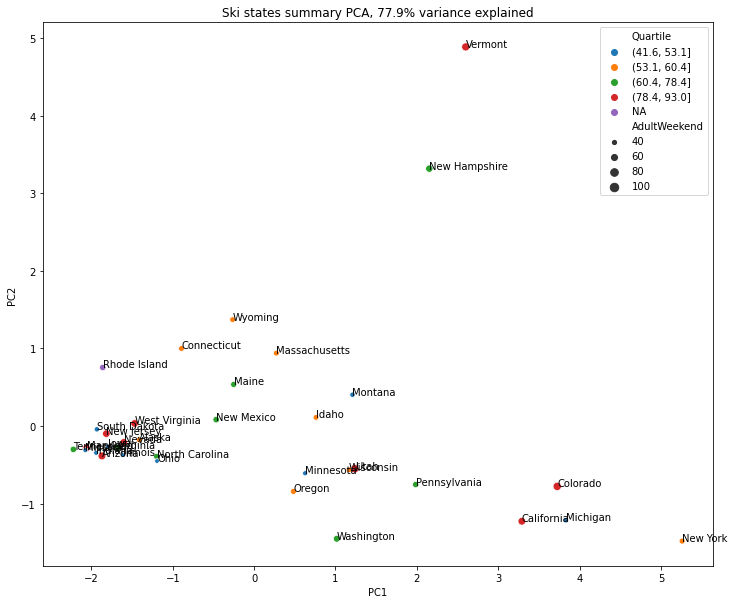 Ski states summary PCA, 77.9% variance explained
Quartile
(41.6, 53.1]
(53.1, 60.4]
(60.4, 78.4]
(78.4, 93.0]
NA
AdultWeekend
40
60
80
100
PC2
5
4
3
2
1
0
−1
Vermont
New Hampshire
Wyoming
Connecticut
Massachusetts
Rhode Island
Maine
Montana
New Mexico
Idaho
West Virginia
South Dakota
New Jersey
Alaska
Nevada
North Carolina
Ohio
Minnesota
Utah
Wisconsin
Pennsylvania
Colorado
Oregon
Washington
California
Michigan
New York
−2
−1
0
1
2
3
4
5
PC1